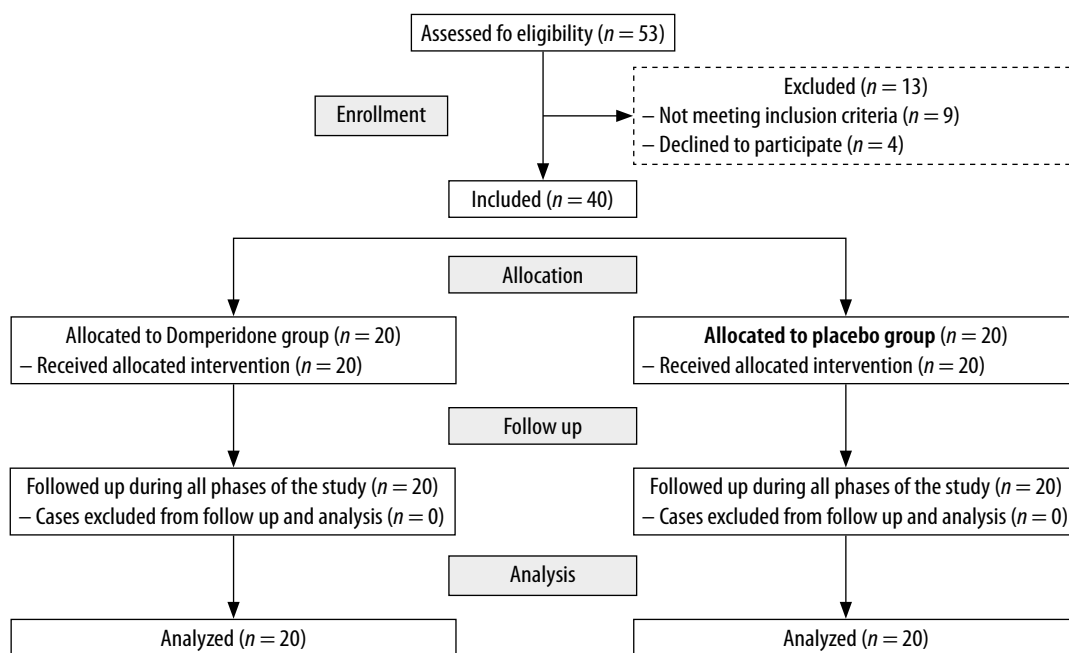 Assessed fo eligibility (n = 53)
Excluded (n = 13)
– Not meeting inclusion criteria (n = 9)
– Declined to participate (n = 4)
Enrollment
Included (n = 40)
Allocation
Allocated to Domperidone group (n = 20)
– Received allocated intervention (n = 20)
Allocated to placebo group (n = 20)
– Received allocated intervention (n = 20)
Follow up
Followed up during all phases of the study (n = 20)
– Cases excluded from follow up and analysis (n = 0)
Followed up during all phases of the study (n = 20)
– Cases excluded from follow up and analysis (n = 0)
Analysis
Analyzed (n = 20)
Analyzed (n = 20)